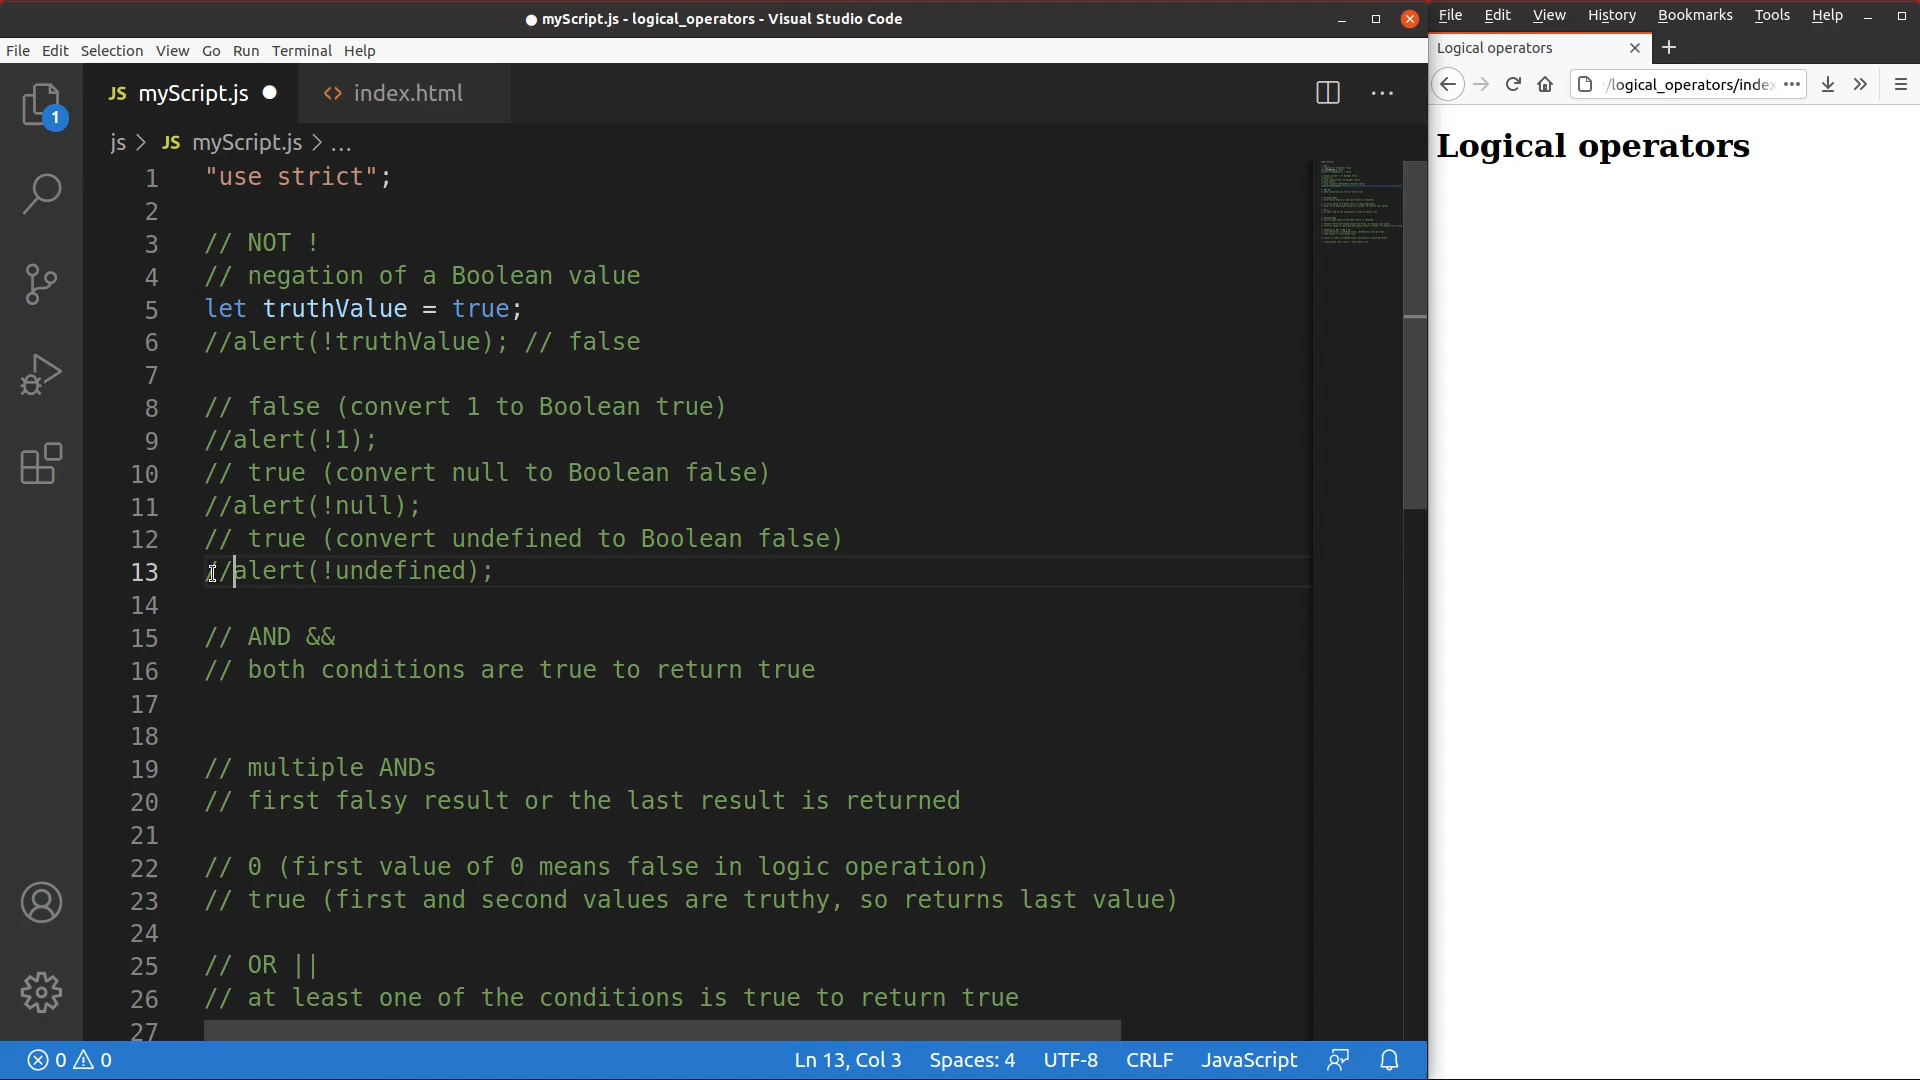 myScript.js - logical_operators - Visual Studio Code
File Edit Selection View Go Run Terminal Help
1
JS myScript.js
<> index.html
js > JS myScript.js > ...
1 "use strict";
2
3 // NOT !
4 // negation of a Boolean value
5 let truthValue = true;
6 //alert(!truthValue); // false
7
8 // false (convert 1 to Boolean true)
9 //alert(!1);
10 // true (convert null to Boolean false)
11 //alert(!null);
12 // true (convert undefined to Boolean false)
13 //alert(!undefined);
14
15 // AND &&
16 // both conditions are true to return true
17
18
19 // multiple ANDs
20 // first falsy result or the last result is returned
21
22 // 0 (first value of 0 means false in logic operation)
23 // true (first and second values are truthy, so returns last value)
24
25 // OR ||
26 // at least one of the conditions is true to return true
27
0 0
Ln 13, Col 3 Spaces: 4 UTF-8 CRLF JavaScript
File Edit View History Bookmarks Tools Help
Logical operators
/logical_operators/index
Logical operators